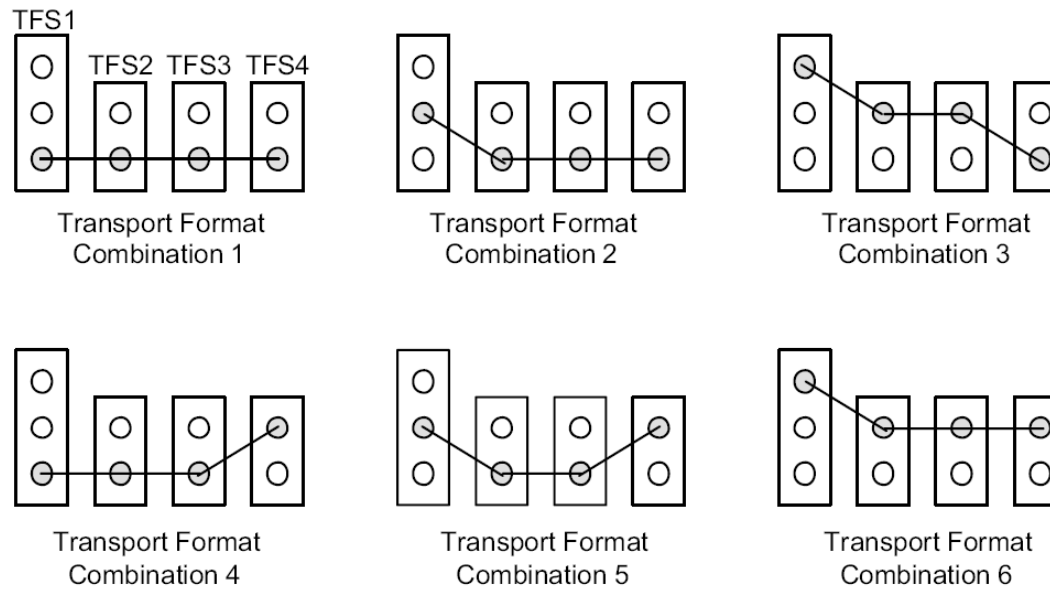 TFS1
TFS2 TFS3 TFS4
Transport Format
Combination 1
Transport Format
Combination 2
Transport Format
Combination 3
Transport Format
Combination 4
Transport Format
Combination 5
Transport Format
Combination 6